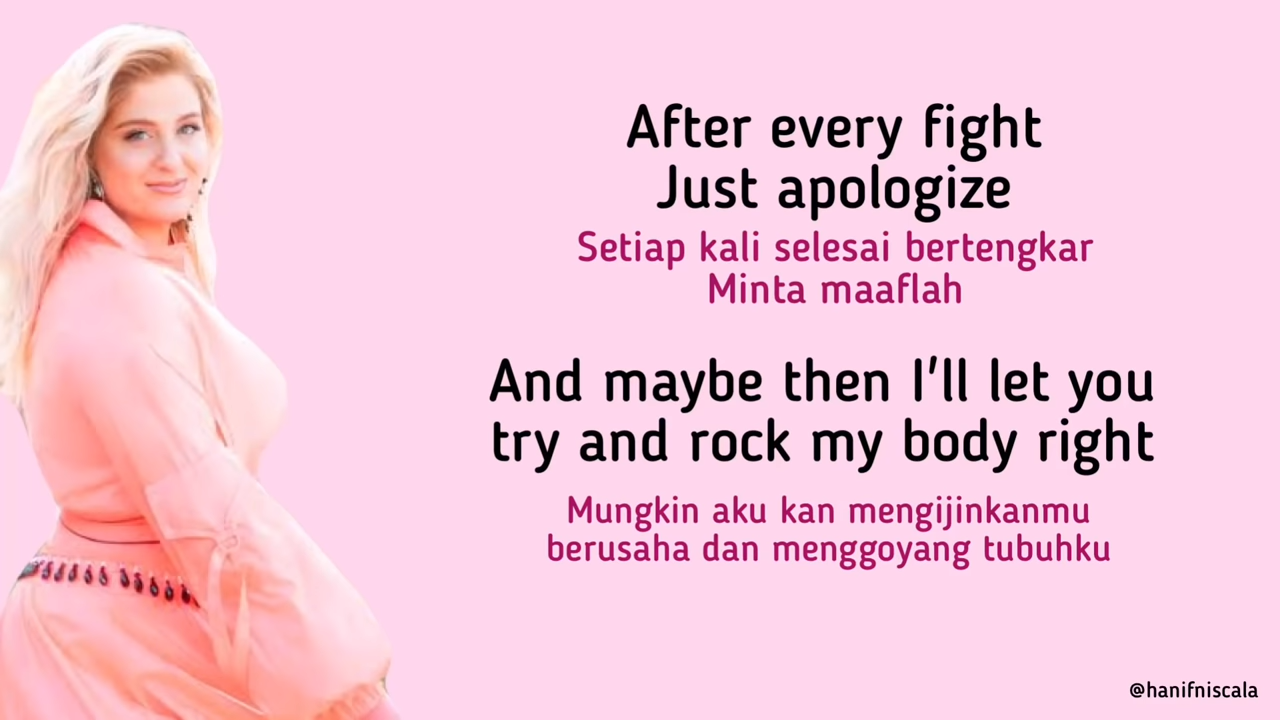 After every fight
Just apologize
Setiap kali selesai bertengkar
Minta maaflah
And maybe then I'll let you
try and rock my body right
Mungkin aku kan mengijinkanmu
berusaha dan menggoyang tubuhku
@hanifniscala